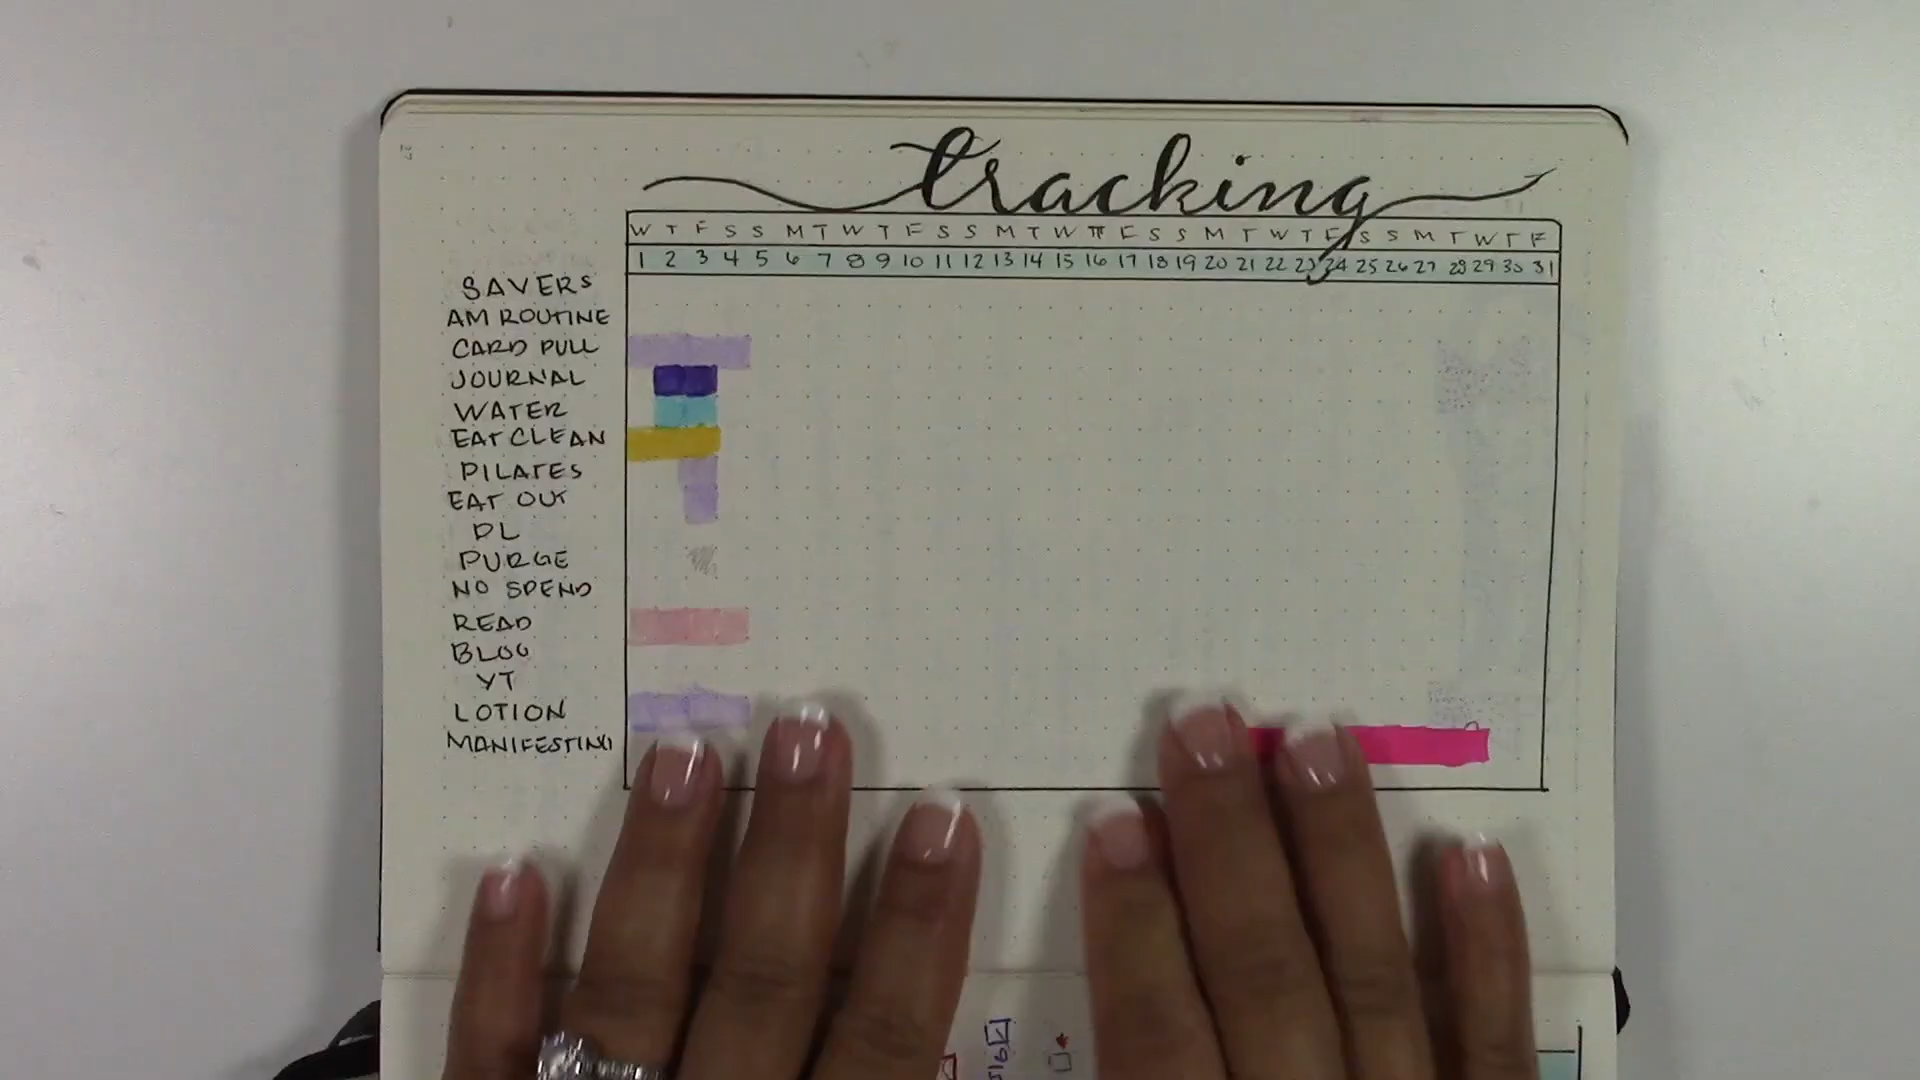 tracking
W T F S S M T W T F S S M T W T F S S M T W T F S S M T W T F
1 2 3 4 5 6 7 8 9 10 11 12 13 14 15 16 17 18 19 20 21 22 23 24 25 26 27 28 29 30 31
SAVERS
AM ROUTINE
CARD PULL
JOURNAL
WATER
EAT CLEAN
PILATES
EAT OUT
DL
PURGE
NO SPEND
READ
BLOG
YT
LOTION
MANIFESTING